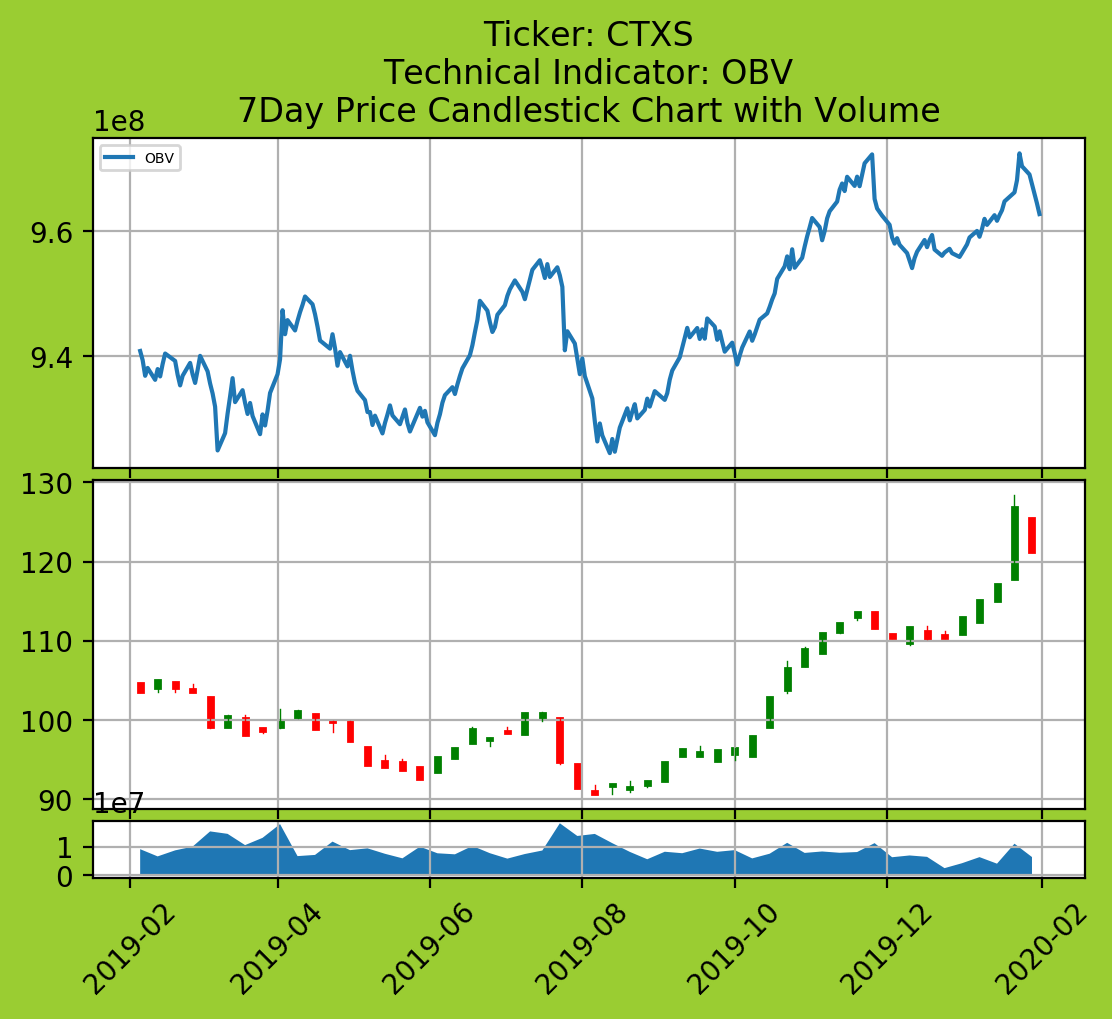 Ticker: CTXS
Technical Indicator: OBV
7Day Price Candlestick Chart with Volume
1e8
OBV
9.6
9.4
130
120
110
100
90
1e7
1
0
2019-02
2019-04
2019-06
2019-08
2019-10
2019-12
2020-02